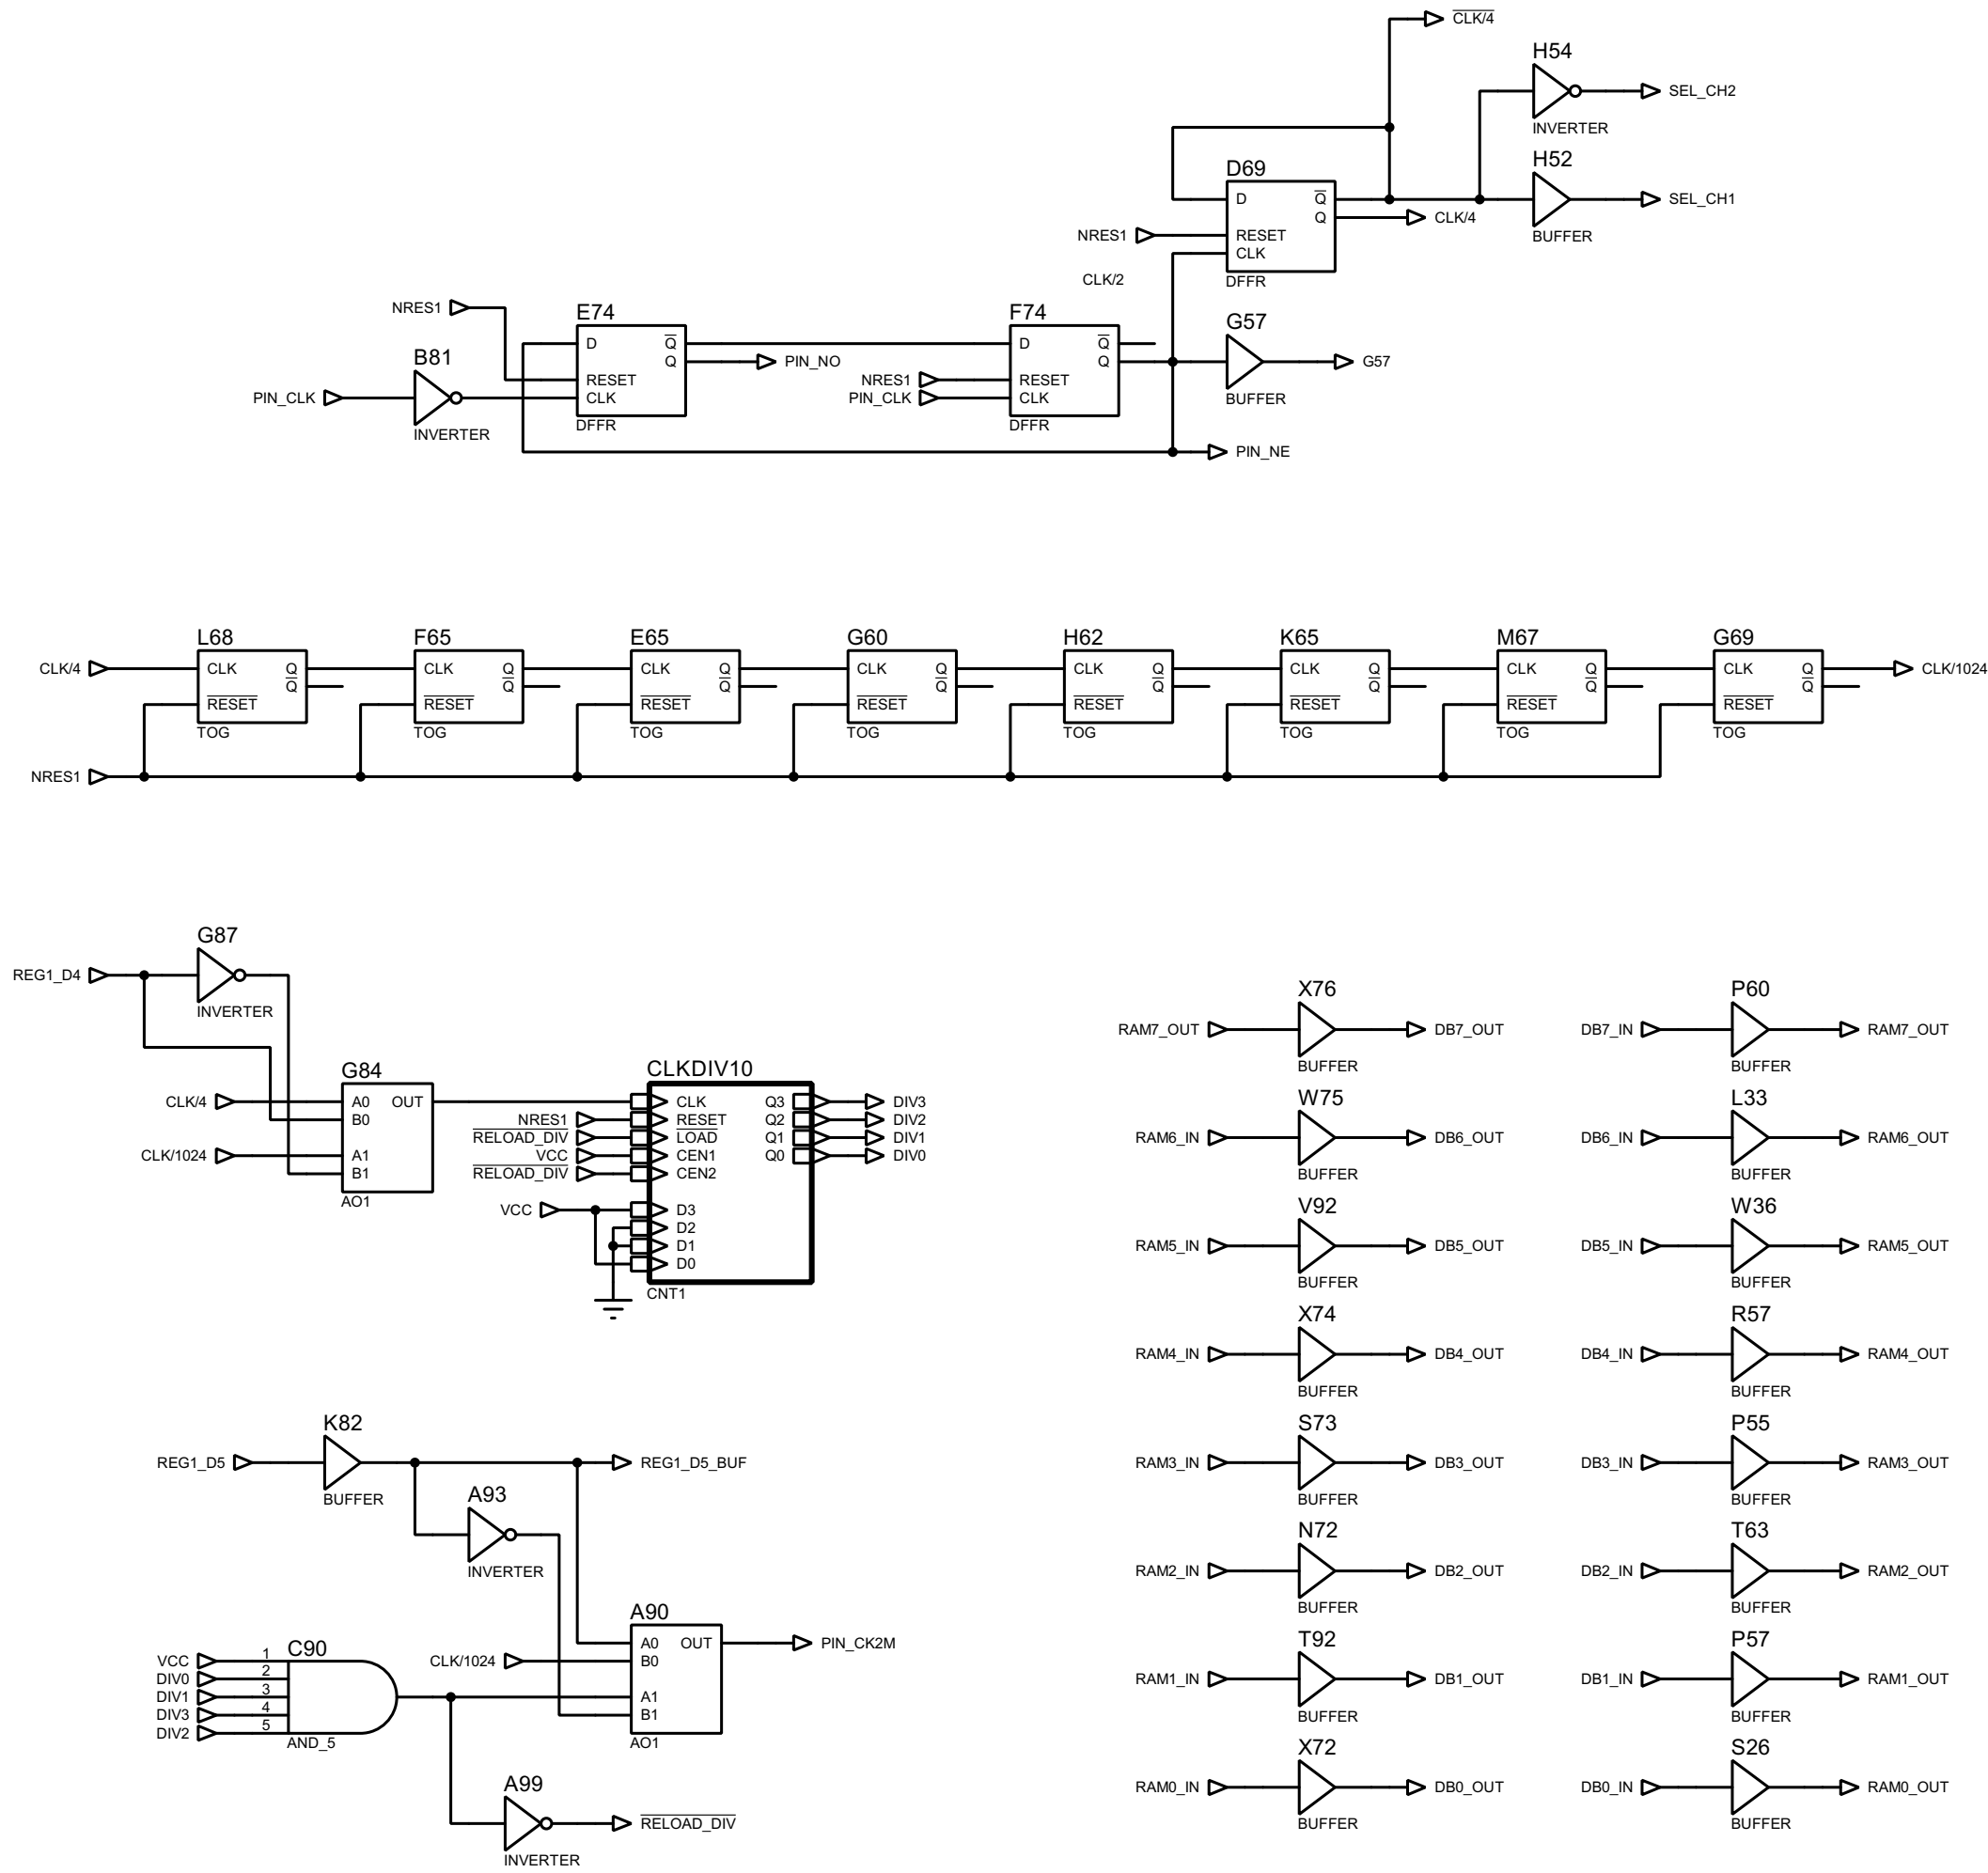 CLK/4
H54
SEL_CH2
INVERTER
H52
SEL_CH1
BUFFER
D69
D
Q
Q
CLK/4
NRES1
RESET
CLK
DFFR
CLK/2
NRES1
E74
D
Q
Q
PIN_NO
RESET
CLK
DFFR
B81
PIN_CLK
INVERTER
F74
D
Q
Q
NRES1
RESET
PIN_CLK
CLK
DFFR
G57
G57
BUFFER
PIN_NE
L68
F65
E65
G60
H62
K65
M67
G69
CLK/4
CLK
Q
Q
RESET
TOG
CLK
Q
Q
RESET
TOG
CLK
Q
Q
RESET
TOG
CLK
Q
Q
RESET
TOG
CLK
Q
Q
RESET
TOG
CLK
Q
Q
RESET
TOG
CLK
Q
Q
RESET
TOG
CLK
Q
Q
RESET
TOG
CLK/1024
NRES1
G87
REG1_D4
INVERTER
G84
CLK/4
A0
OUT
B0
CLK/1024
A1
B1
AO1
CLKDIV10
CLK
Q3
DIV3
NRES1
RESET
Q2
DIV2
RELOAD_DIV
LOAD
Q1
DIV1
VCC
CEN1
Q0
DIV0
RELOAD_DIV
CEN2
VCC
D3
D2
D1
D0
CNT1
K82
REG1_D5
REG1_D5_BUF
BUFFER
A93
INVERTER
A90
A0
OUT
PIN_CK2M
CLK/1024
B0
A1
B1
AO1
C90
VCC
1
DIV0
2
DIV1
3
DIV3
4
DIV2
5
AND_5
A99
RELOAD_DIV
INVERTER
X76
RAM7_OUT
DB7_OUT
BUFFER
P60
DB7_IN
RAM7_OUT
BUFFER
W75
RAM6_IN
DB6_OUT
BUFFER
L33
DB6_IN
RAM6_OUT
BUFFER
V92
RAM5_IN
DB5_OUT
BUFFER
W36
DB5_IN
RAM5_OUT
BUFFER
X74
RAM4_IN
DB4_OUT
BUFFER
R57
DB4_IN
RAM4_OUT
BUFFER
S73
RAM3_IN
DB3_OUT
BUFFER
P55
DB3_IN
RAM3_OUT
BUFFER
N72
RAM2_IN
DB2_OUT
BUFFER
T63
DB2_IN
RAM2_OUT
BUFFER
T92
RAM1_IN
DB1_OUT
BUFFER
P57
DB1_IN
RAM1_OUT
BUFFER
X72
RAM0_IN
DB0_OUT
BUFFER
S26
DB0_IN
RAM0_OUT
BUFFER